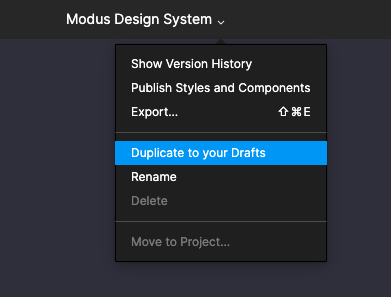 Modus Design System
Show Version History
Publish Styles and Components
Export... ⇧⌘E
Duplicate to your Drafts
Rename
Delete
Move to Project...